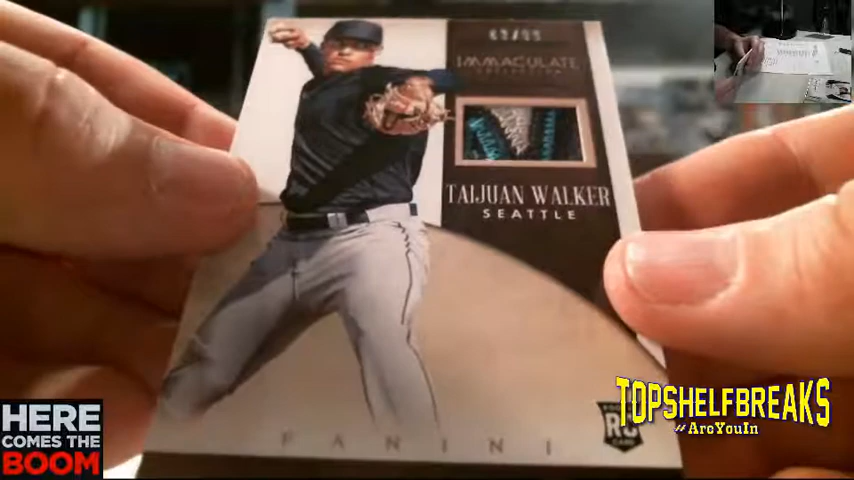 IMMACULATE
COLLECTION
TAIJUAN WALKER
SEATTLE
PANINI
RC
HERE
COMES THE
BOOM
TOPSHELFBREAKS
#AreYouIn